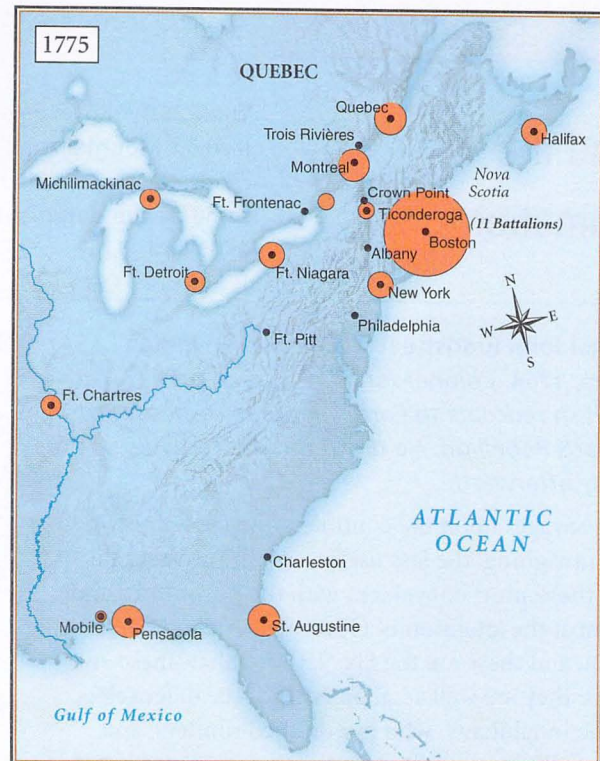 1775
QUEBEC
Quebec
Trois Rivières
Halifax
Montreal
Nova
Scotia
Michilimackinac
Crown Point
Ft. Frontenac
Ticonderoga
(11 Battalions)
Boston
Albany
Ft. Niagara
Ft. Detroit
New York
N
W
E
S
Philadelphia
Ft. Pitt
Ft. Chartres
ATLANTIC
OCEAN
Charleston
Mobile
Pensacola
St. Augustine
Gulf of Mexico